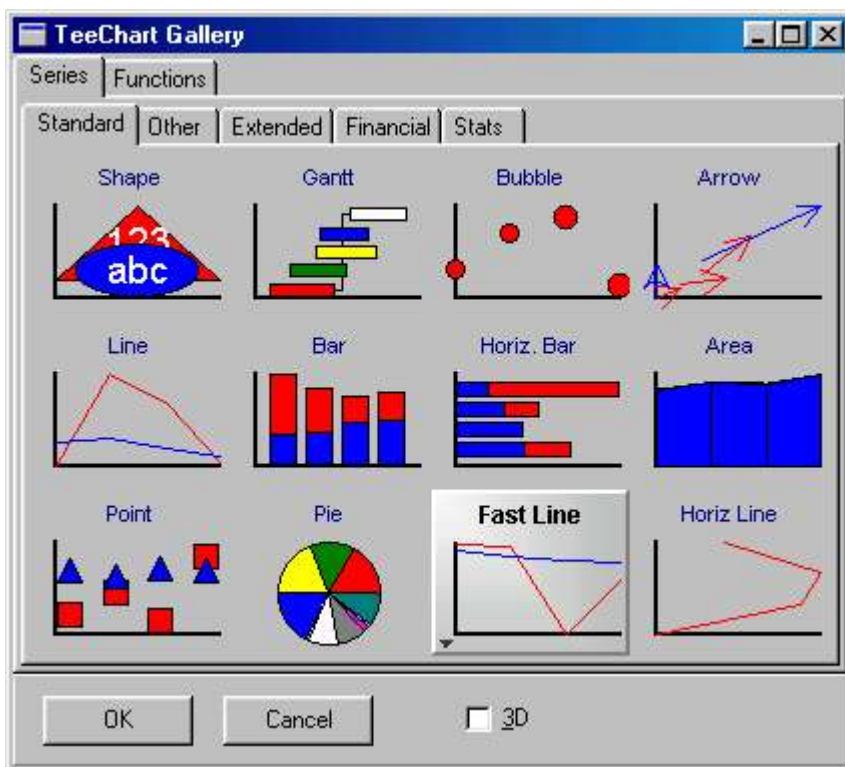 TeeChart Gallery
Series Functions
Standard Other Extended Financial Stats
Shape Gantt Bubble Arrow
123
abc
Line Bar Horiz. Bar Area
Point Pie Fast Line Horiz Line
OK Cancel 3D